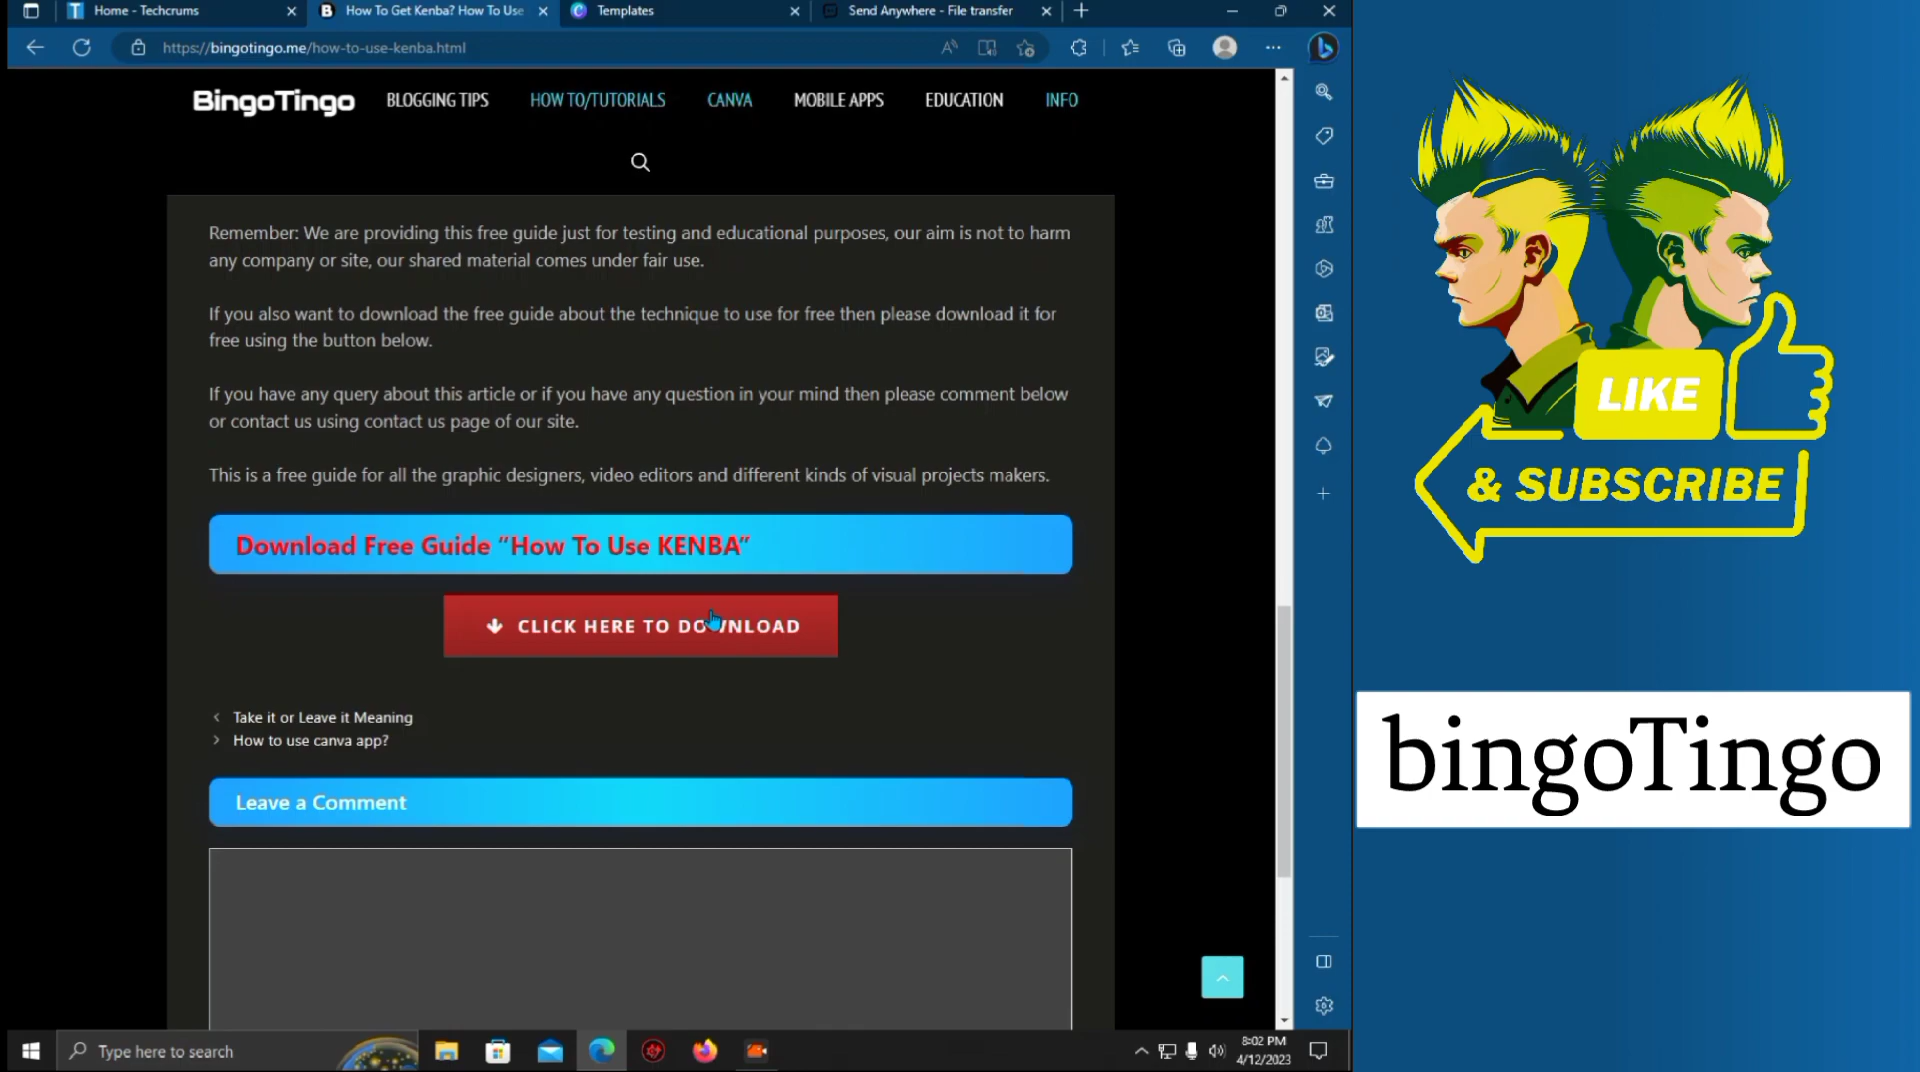 Home - Techcrums
How To Get Kenba? How To Use
Templates
Send Anywhere - File transfer
https://bingotingo.me/how-to-use-kenba.html
BingoTingo
BLOGGING TIPS
HOW TO/TUTORIALS
CANVA
MOBILE APPS
EDUCATION
INFO
Remember: We are providing this free guide just for testing and educational purposes, our aim is not to harm
any company or site, our shared material comes under fair use.
If you also want to download the free guide about the technique to use for free then please download it for
free using the button below.
If you have any query about this article or if you have any question in your mind then please comment below
or contact us using contact us page of our site.
This is a free guide for all the graphic designers, video editors and different kinds of visual projects makers.
Download Free Guide “How To Use KENBA”
CLICK HERE TO DOWNLOAD
Take it or Leave it Meaning
How to use canva app?
Leave a Comment
Type here to search
8:02 PM
4/12/2023
LIKE
& SUBSCRIBE
bingoTingo